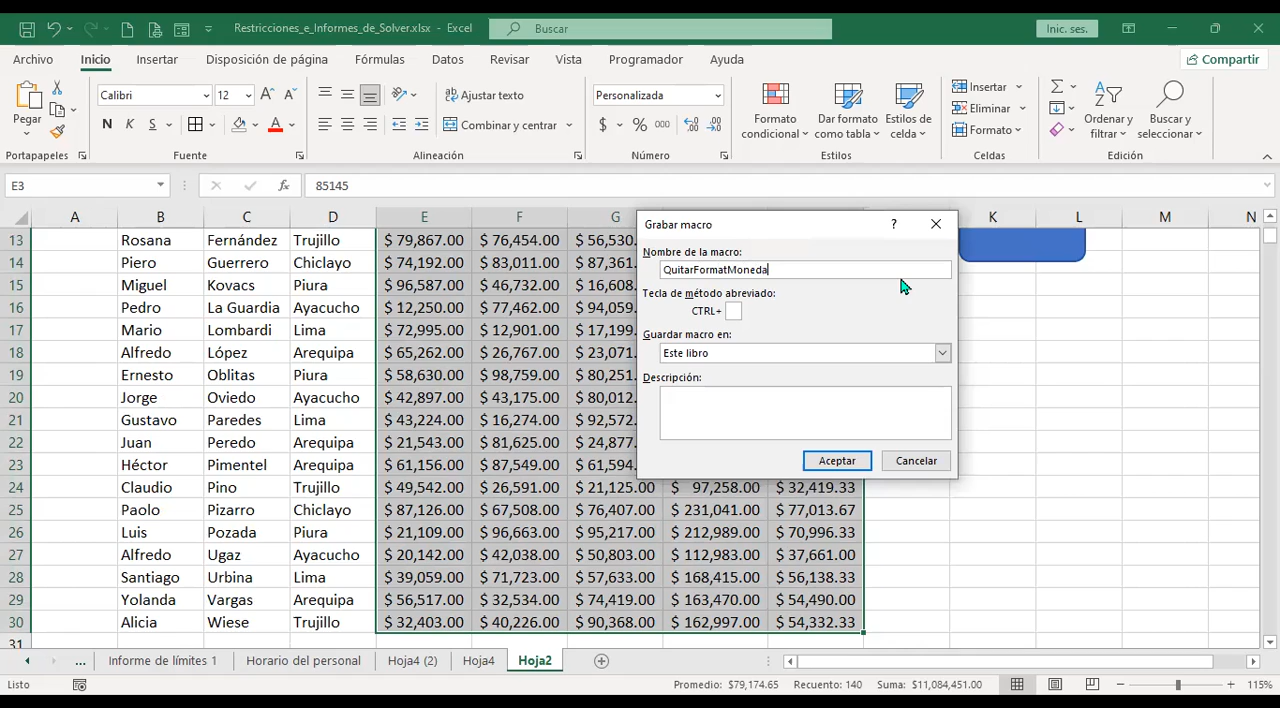 Restricciones_e_Informes_de_Solver.xlsx - Excel
Buscar
Inic. ses.
Archivo Inicio Insertar Disposición de página Fórmulas Datos Revisar Vista Programador Ayuda
Compartir
Pegar
Calibri 12
N K S
Ajustar texto
Combinar y centrar
Personalizada
$ % 000
Formato condicional
Dar formato como tabla
Estilos de celda
Insertar
Eliminar
Formato
Ordenar y filtrar
Buscar y seleccionar
Portapapeles Fuente Alineación Número Estilos Celdas Edición
E3 fx 85145
A B C D E F G K L M N
13 Rosana Fernández Trujillo $ 79,867.00 $ 76,454.00 $ 56,530.
14 Piero Guerrero Chiclayo $ 74,192.00 $ 83,011.00 $ 87,361.
15 Miguel Kovacs Piura $ 96,587.00 $ 46,732.00 $ 16,608.
16 Pedro La Guardia Ayacucho $ 12,250.00 $ 77,462.00 $ 94,059.
17 Mario Lombardi Lima $ 72,995.00 $ 12,901.00 $ 17,199.
18 Alfredo López Arequipa $ 65,262.00 $ 26,767.00 $ 23,071.
19 Ernesto Oblitas Piura $ 58,630.00 $ 98,759.00 $ 80,251.
20 Jorge Oviedo Ayacucho $ 42,897.00 $ 43,175.00 $ 80,012.
21 Gustavo Paredes Lima $ 43,224.00 $ 16,274.00 $ 92,572.
22 Juan Peredo Arequipa $ 21,543.00 $ 81,625.00 $ 24,877.
23 Héctor Pimentel Arequipa $ 61,156.00 $ 87,549.00 $ 61,594.
24 Claudio Pino Trujillo $ 49,542.00 $ 26,591.00 $ 21,125.00 $ 97,258.00 $ 32,419.33
25 Paolo Pizarro Chiclayo $ 87,126.00 $ 67,508.00 $ 76,407.00 $ 231,041.00 $ 77,013.67
26 Luis Pozada Piura $ 21,109.00 $ 96,663.00 $ 95,217.00 $ 212,989.00 $ 70,996.33
27 Alfredo Ugaz Ayacucho $ 20,142.00 $ 42,038.00 $ 50,803.00 $ 112,983.00 $ 37,661.00
28 Santiago Urbina Lima $ 39,059.00 $ 71,723.00 $ 57,633.00 $ 168,415.00 $ 56,138.33
29 Yolanda Vargas Arequipa $ 56,517.00 $ 32,534.00 $ 74,419.00 $ 163,470.00 $ 54,490.00
30 Alicia Wiese Trujillo $ 32,403.00 $ 40,226.00 $ 90,368.00 $ 162,997.00 $ 54,332.33
31
Grabar macro ?
Nombre de la macro:
QuitarFormatMoneda
Tecla de método abreviado:
CTRL+
Guardar macro en:
Este libro
Descripción:
Aceptar Cancelar
... Informe de límites 1 Horario del personal Hoja4 (2) Hoja4 Hoja2
Listo Promedio: $79,174.65 Recuento: 140 Suma: $11,084,451.00 115%